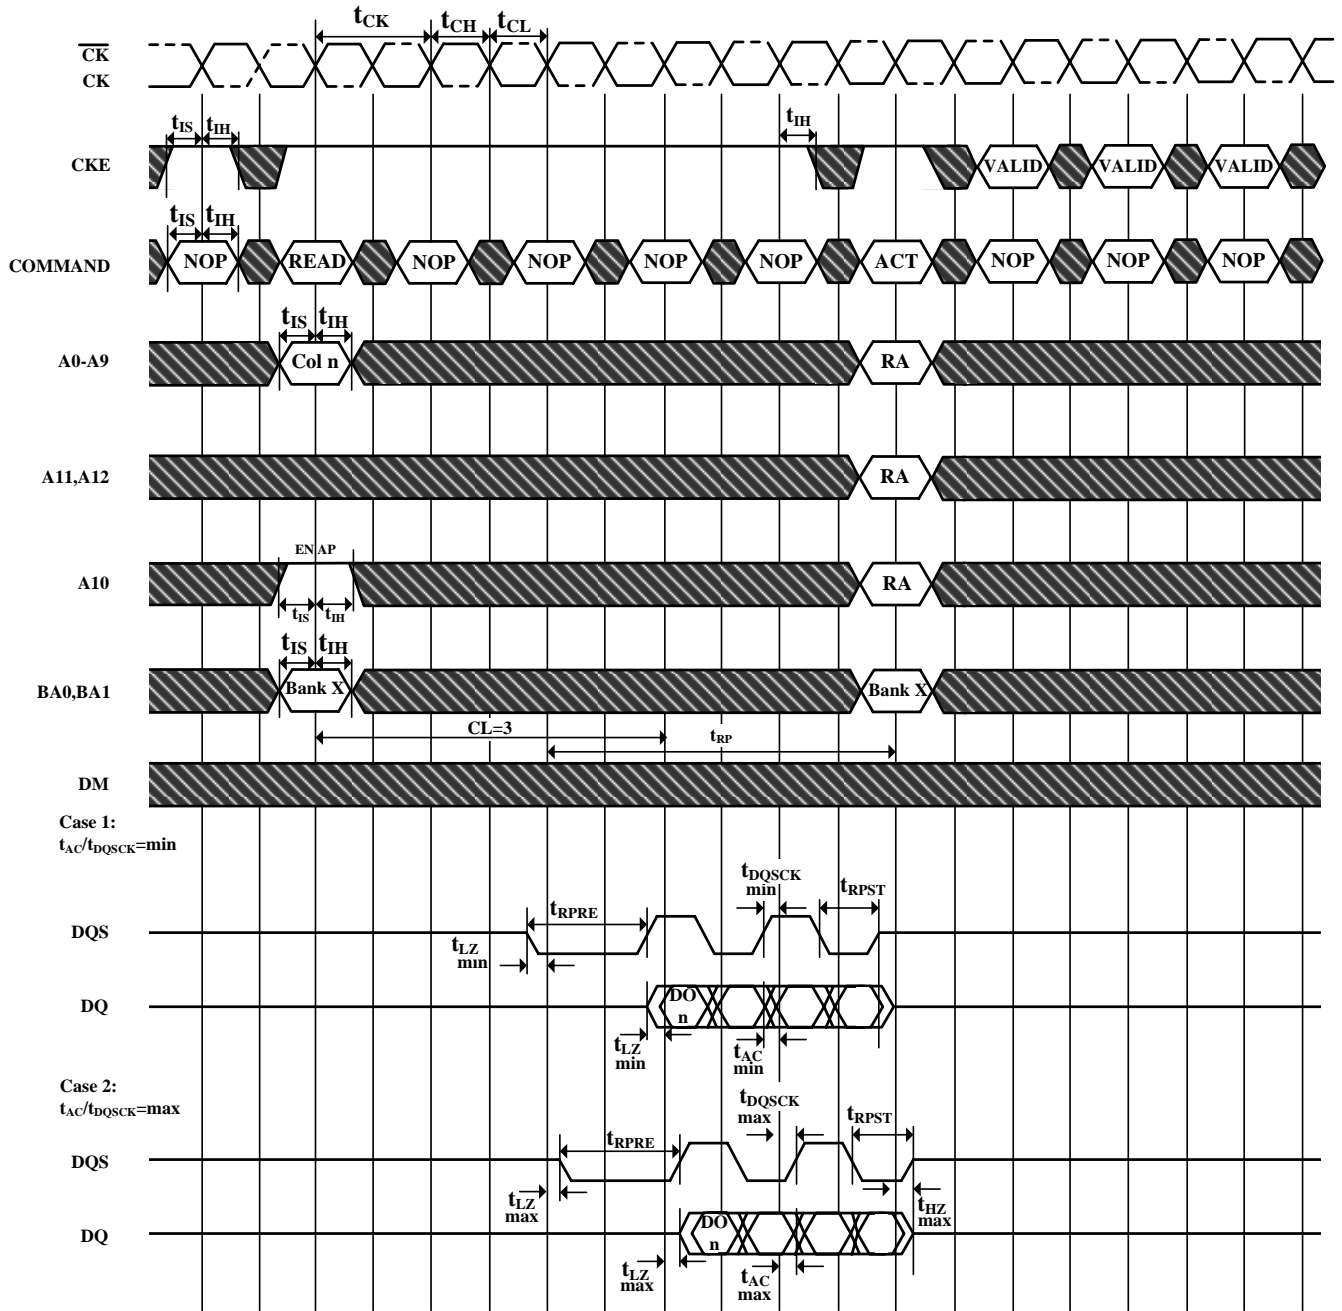 tCK tCH tCL
CK
CK
tIS tIH tIH
CKE VALID VALID VALID
tIS tIH
COMMAND NOP READ NOP NOP NOP NOP ACT NOP NOP NOP
tIS tIH
A0-A9 Col n RA
A11,A12 RA
EN AP
A10 RA
tIS tIH
tIS tIH
BA0,BA1 Bank X Bank X
CL=3
tRP
DM
Case 1:
tAC/tDQSCK=min
tDQSCK
min
tRPST
tRPRE
DQS
tLZ
min
DQ DO
n
tLZ
min
tAC
min
Case 2:
tAC/tDQSCK=max
tDQSCK
max
tRPST
tRPRE
DQS
tLZ
max
tHZ
max
DQ DO
n
tLZ
max
tAC
max